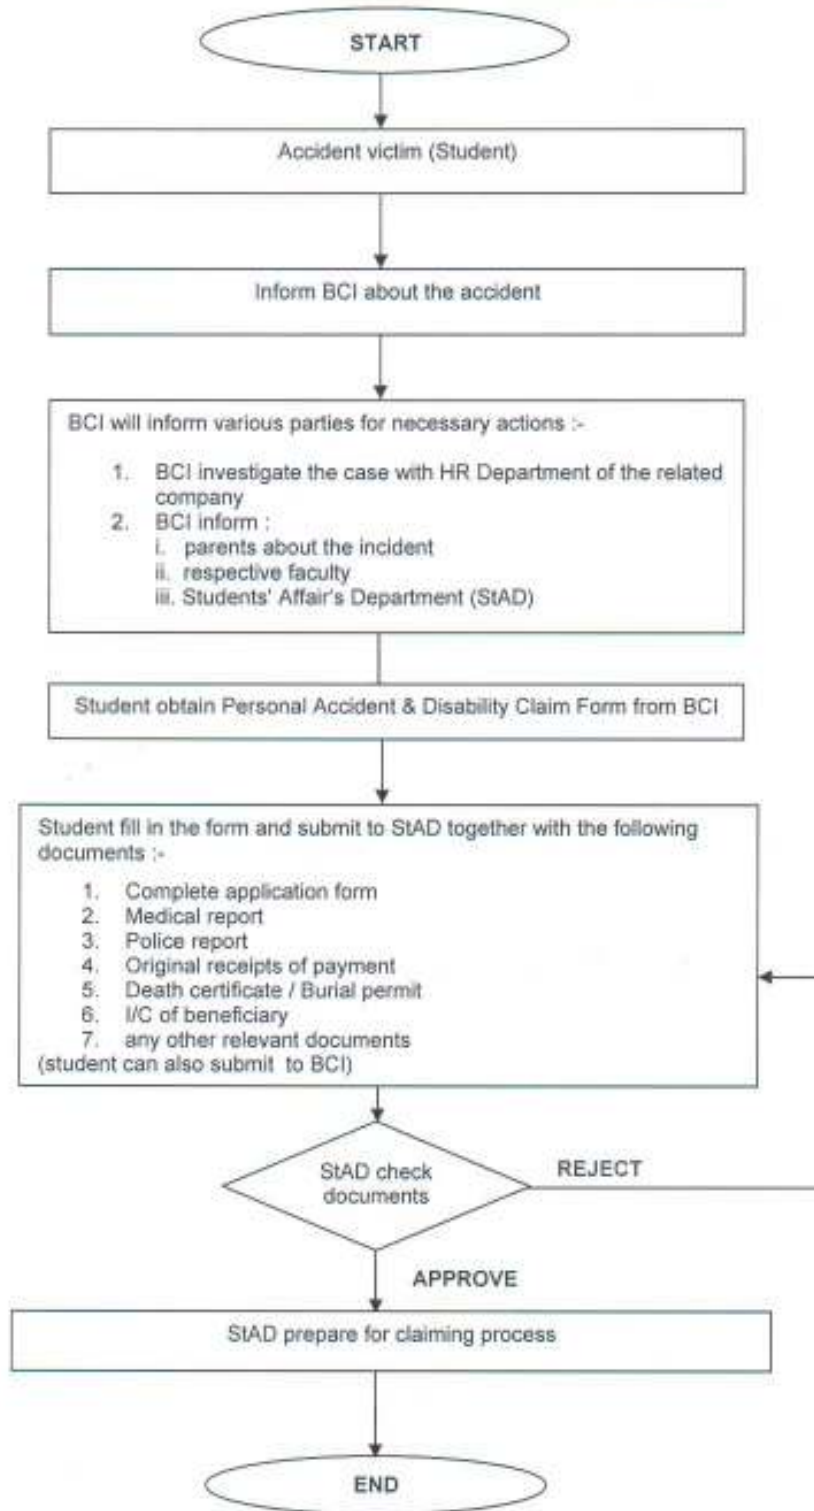 START
Accident victim (Student)
Inform BCI about the accident
BCI will inform various parties for necessary actions :-
1. BCI investigate the case with HR Department of the related
company
2. BCI inform :
i. parents about the incident
ii. respective faculty
iii. Students' Affair's Department (StAD)
Student obtain Personal Accident & Disability Claim Form from BCI
Student fill in the form and submit to StAD together with the following
documents :-
1. Complete application form
2. Medical report
3. Police report
4. Original receipts of payment
5. Death certificate / Burial permit
6. I/C of beneficiary
7. any other relevant documents
(student can also submit to BCI)
StAD check
documents
REJECT
APPROVE
StAD prepare for claiming process
END